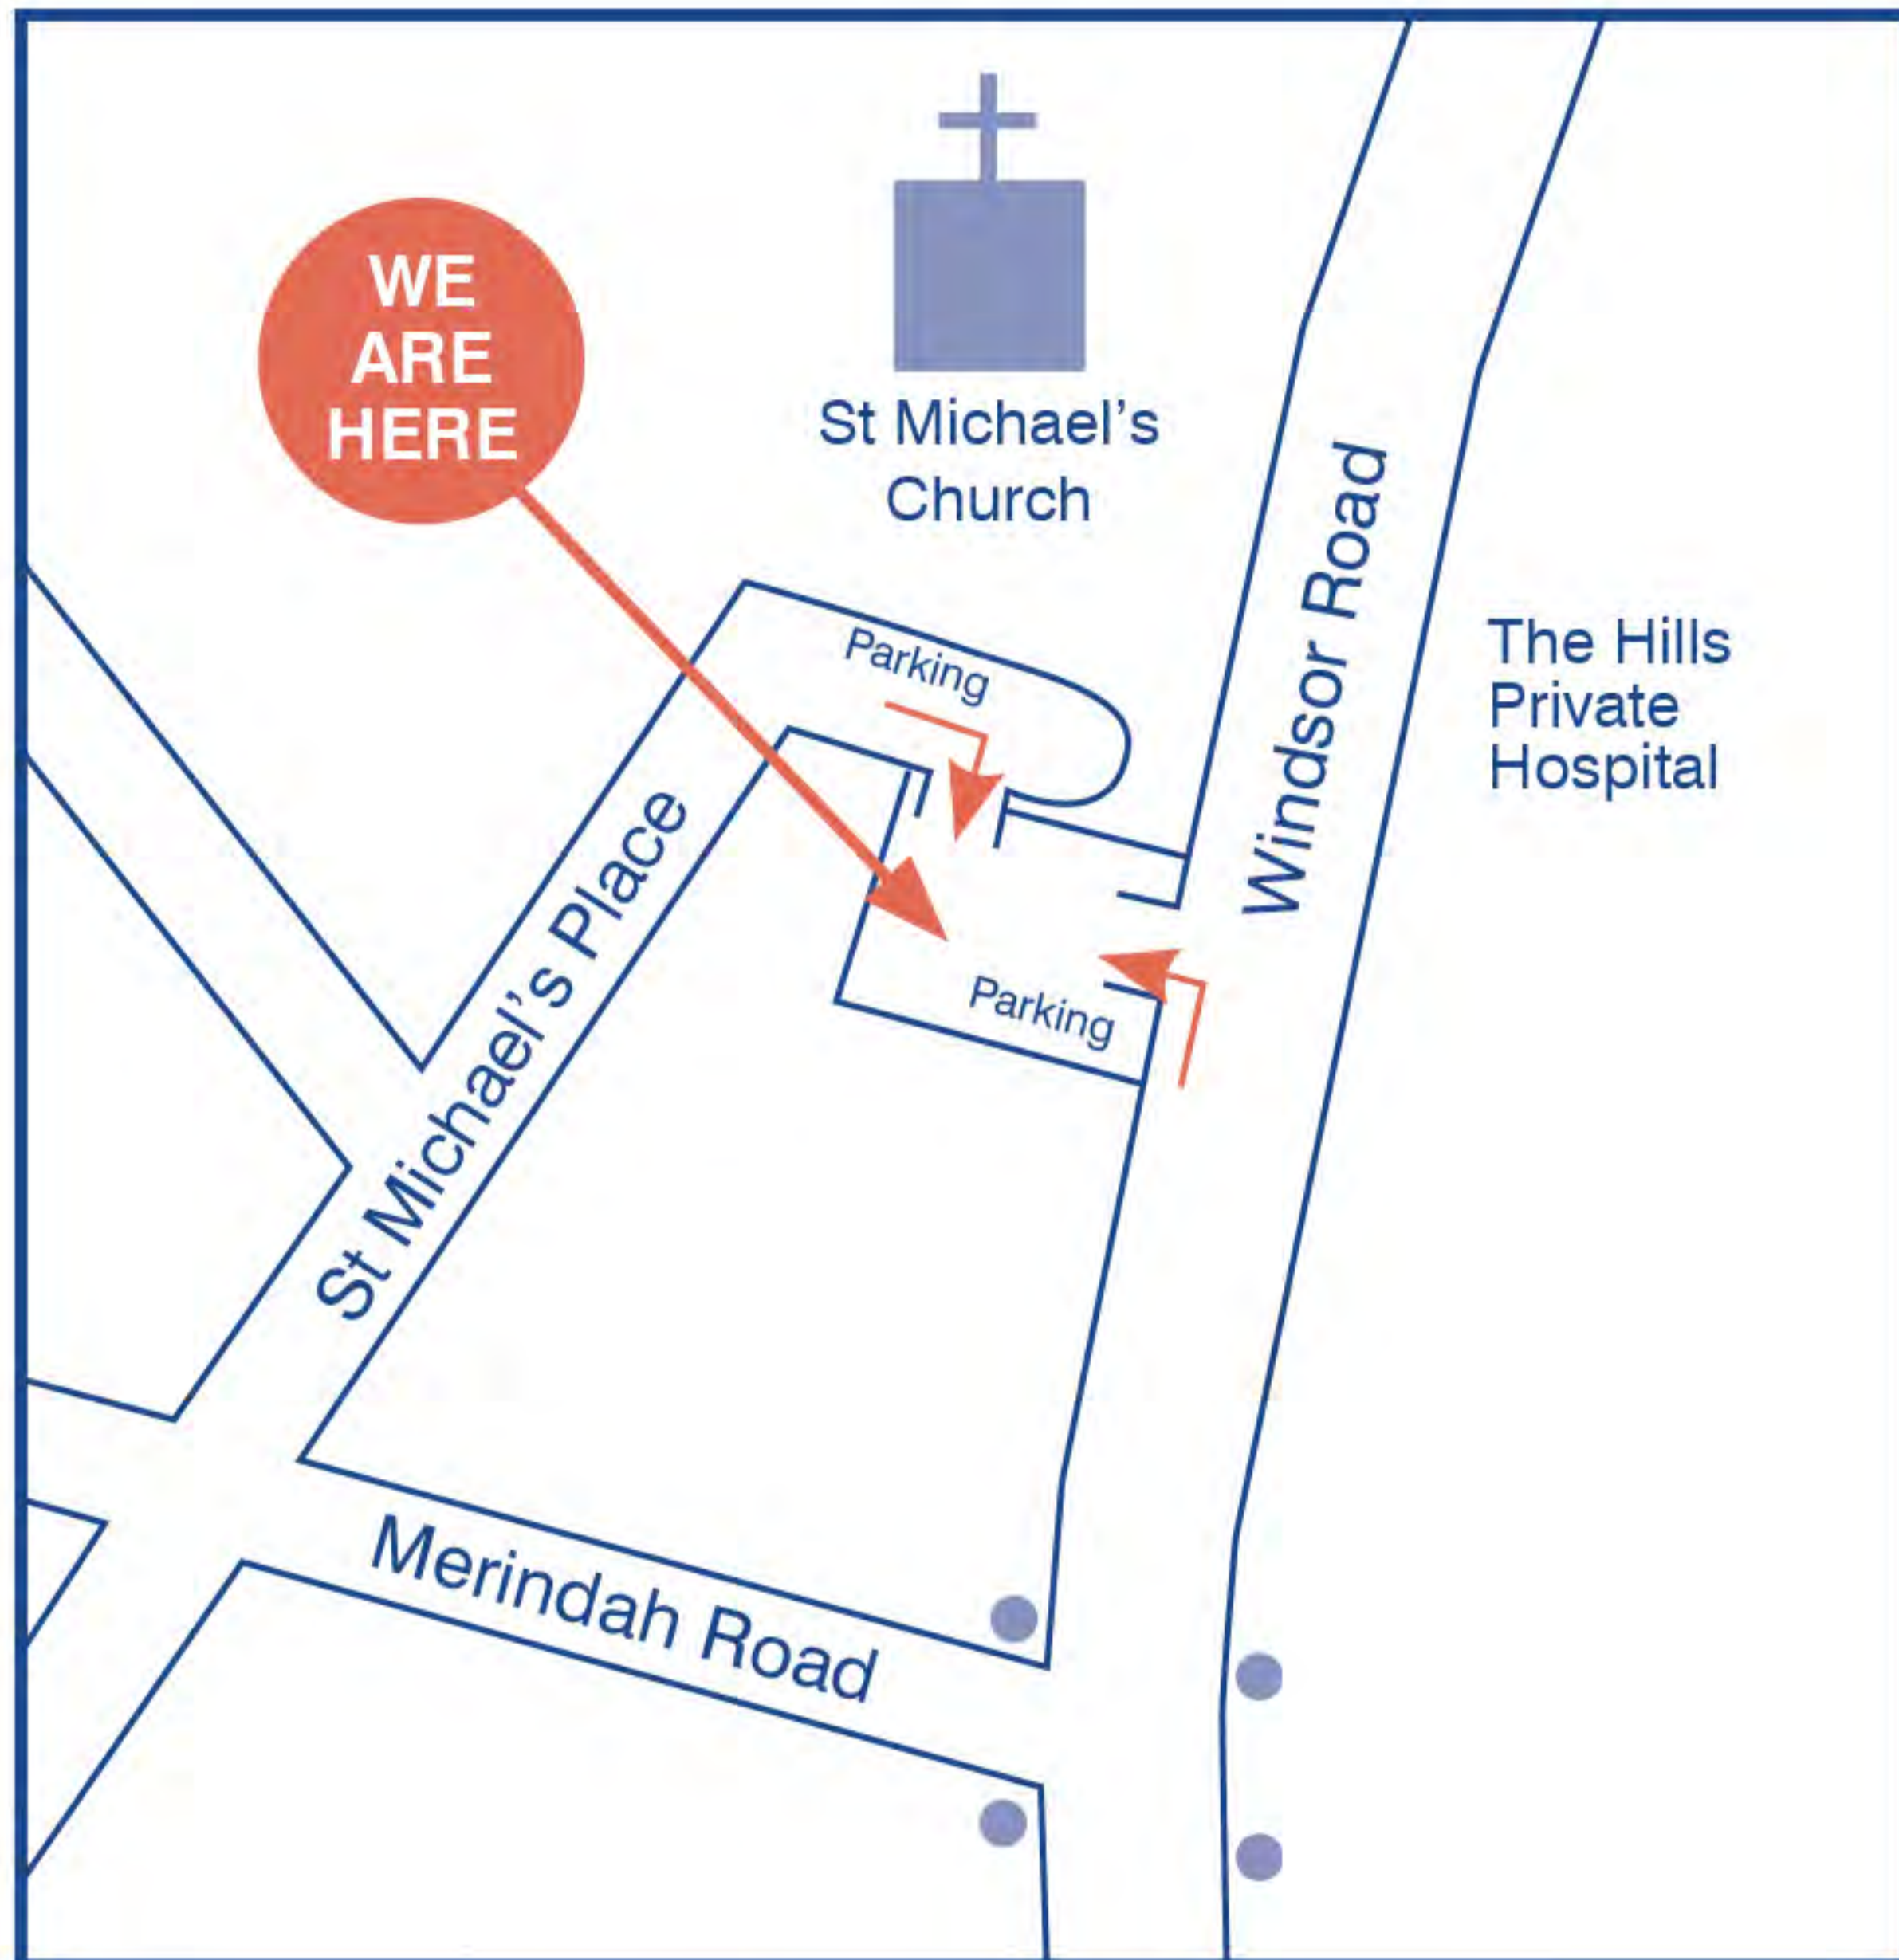 WE
ARE
HERE
St Michael's
Church
Windsor Road
The Hills
Private
Hospital
Parking
St Michael's Place
Parking
Merindah Road